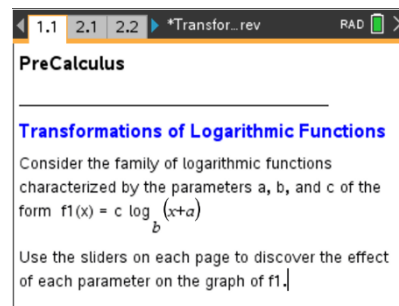 1.1 2.1 2.2 *Transfor...rev RAD
PreCalculus
Transformations of Logarithmic Functions
Consider the family of logarithmic functions
characterized by the parameters a, b, and c of the
form f1(x) = c log_b (x+a)
Use the sliders on each page to discover the effect
of each parameter on the graph of f1.